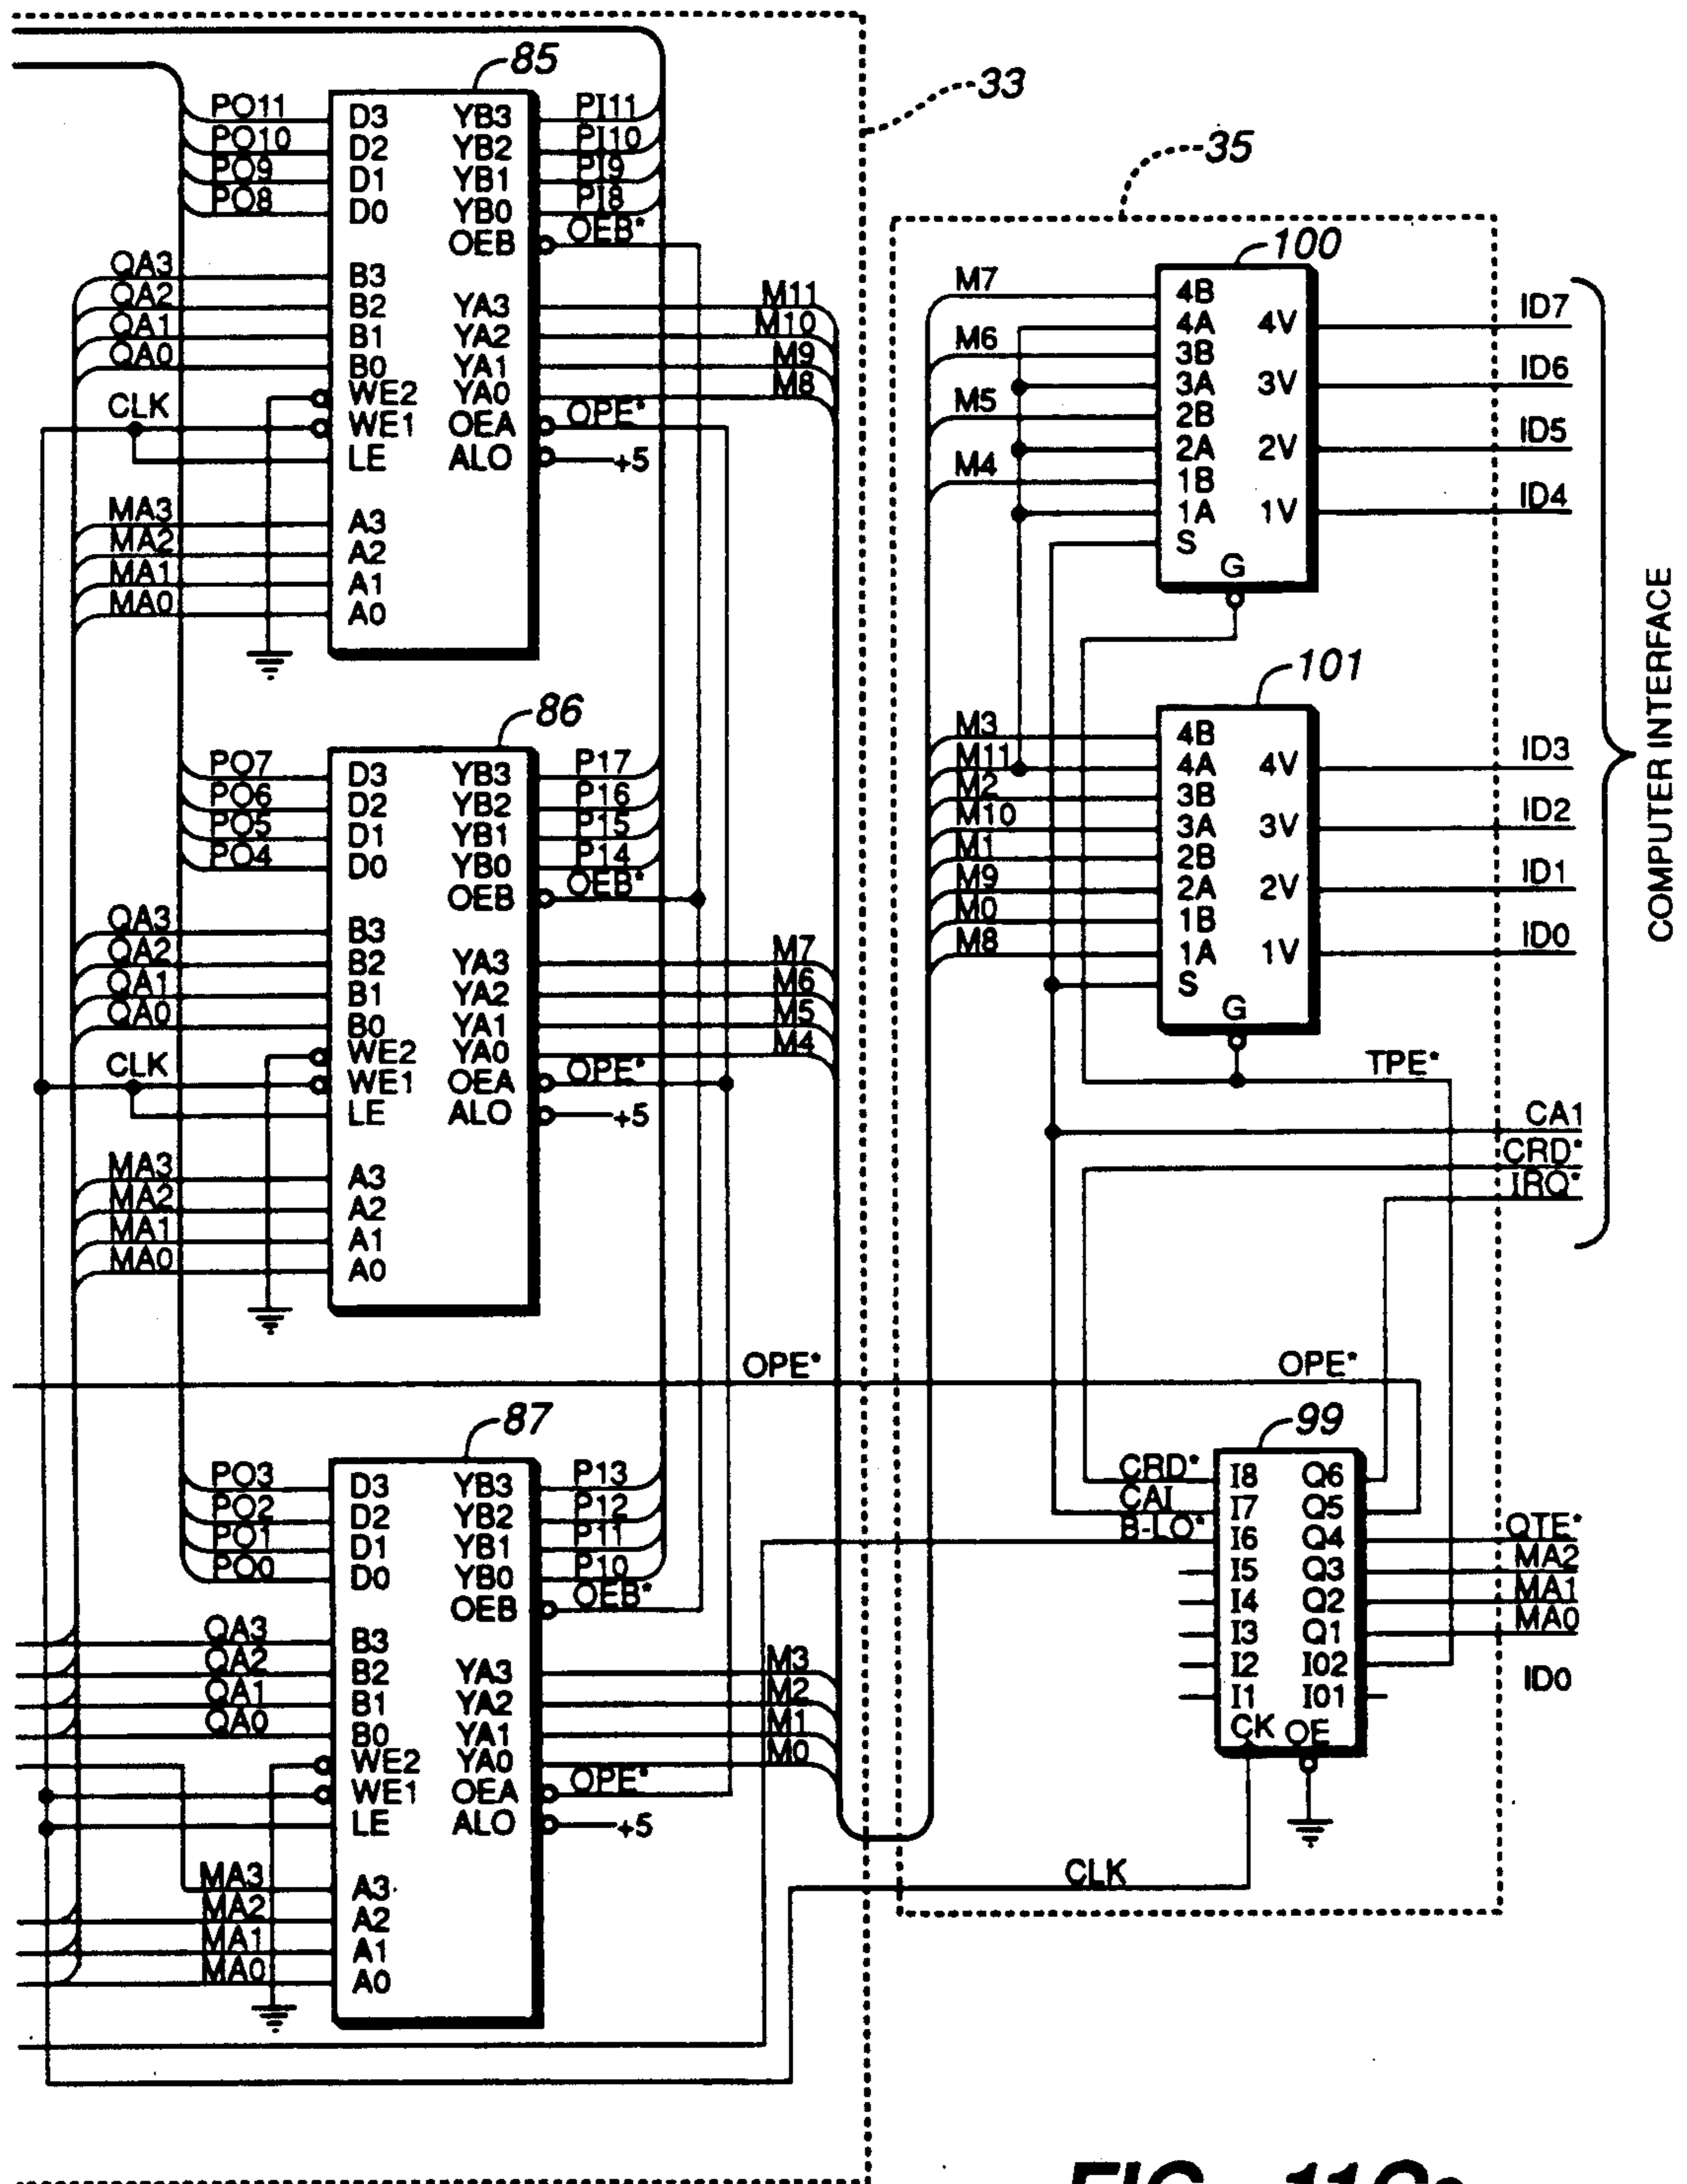 85
33
35
PO11 D3 YB3 PI11
PO10 D2 YB2 PI10
PO9 D1 YB1 PI9
PO8 D0 YB0 PI8
OEB OEB*
QA3 B3
QA2 B2 YA3 M11
QA1 B1 YA2 M10
QA0 B0 YA1 M9
WE2 YA0 M8
CLK WE1 OEA OPE*
LE ALO +5
MA3 A3
MA2 A2
MA1 A1
MA0 A0
86
PO7 D3 YB3 P17
PO6 D2 YB2 P16
PO5 D1 YB1 P15
PO4 D0 YB0 P14
OEB OEB*
QA3 B3
QA2 B2 YA3 M7
QA1 B1 YA2 M6
QA0 B0 YA1 M5
WE2 YA0 M4
CLK WE1 OEA OPE*
LE ALO +5
MA3 A3
MA2 A2
MA1 A1
MA0 A0
OPE* OPE*
87
PO3 D3 YB3 P13
PO2 D2 YB2 P12
PO1 D1 YB1 P11
PO0 D0 YB0 P10
OEB OEB*
QA3 B3
QA2 B2 YA3 M3
QA1 B1 YA2 M2
QA0 B0 YA1 M1
WE2 YA0 M0
WE1 OEA OPE*
LE ALO +5
MA3 A3
MA2 A2
MA1 A1
MA0 A0
100
M7 4B
4A 4V ID7
M6 3B
3A 3V ID6
M5 2B
2A 2V ID5
M4 1B
1A 1V ID4
S
G
101
M3 4B
M11 4A 4V ID3
M2 3B
M10 3A 3V ID2
M1 2B
M9 2A 2V ID1
M0 1B
M8 1A 1V ID0
S
G
TPE*
CA1
CRD*
IRQ*
COMPUTER INTERFACE
99
CRD* I8 Q6
CAI I7 Q5
B-LO* I6 Q4 QTE*
I5 Q3 MA2
I4 Q2 MA1
I3 Q1 MA0
I2 I02
I1 I01
ID0
CK OE
CLK